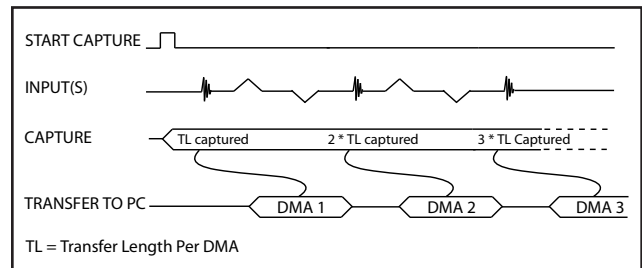 START CAPTURE
INPUT(S)
CAPTURE TL captured 2 * TL captured 3 * TL Captured
TRANSFER TO PC DMA 1 DMA 2 DMA 3
TL = Transfer Length Per DMA